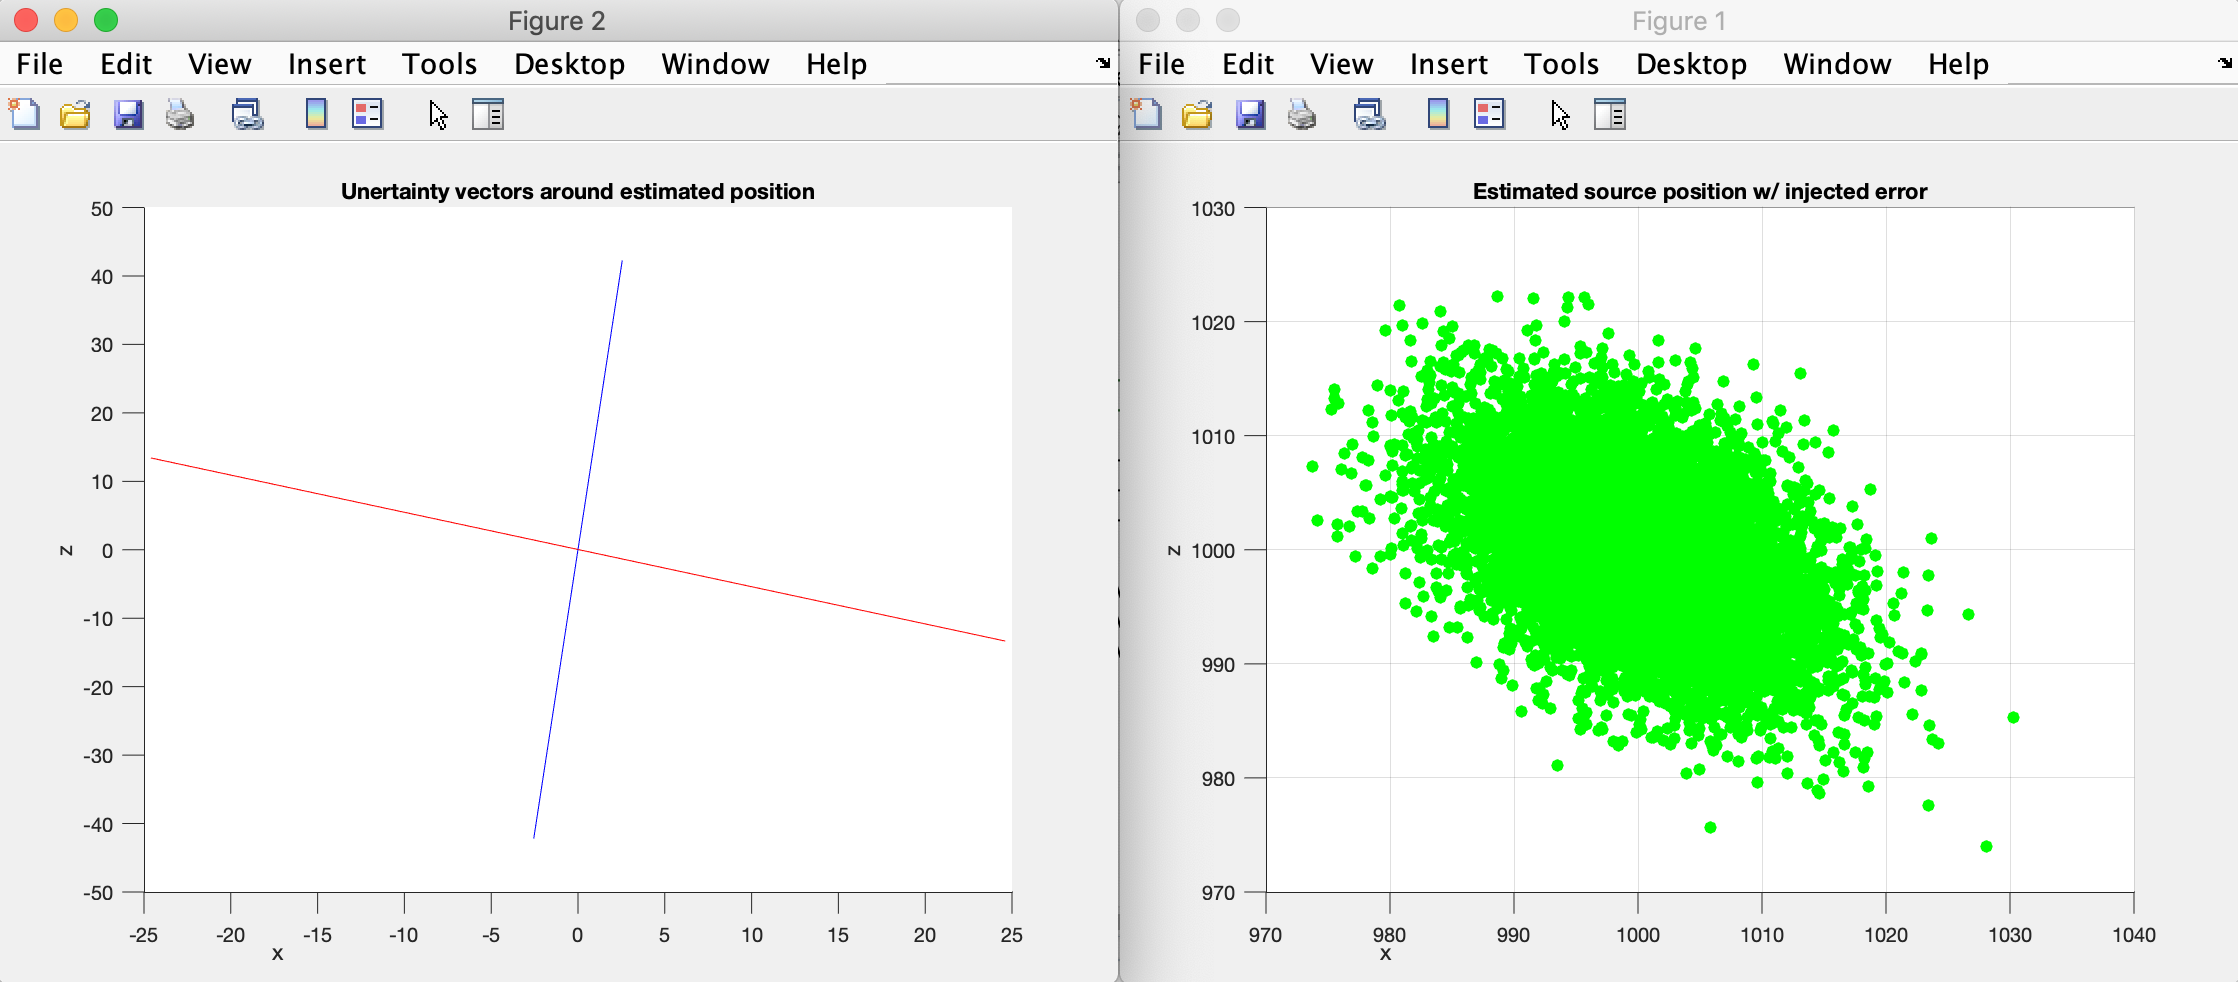 Figure 2
File Edit View Insert Tools Desktop Window Help
Unertainty vectors around estimated position
50
40
30
20
10
0
-10
-20
-30
-40
-50
z
-25 -20 -15 -10 -5 0 5 10 15 20 25
x
Figure 1
File Edit View Insert Tools Desktop Window Help
Estimated source position w/ injected error
1030
1020
1010
1000
990
980
970
z
970 980 990 1000 1010 1020 1030 1040
x